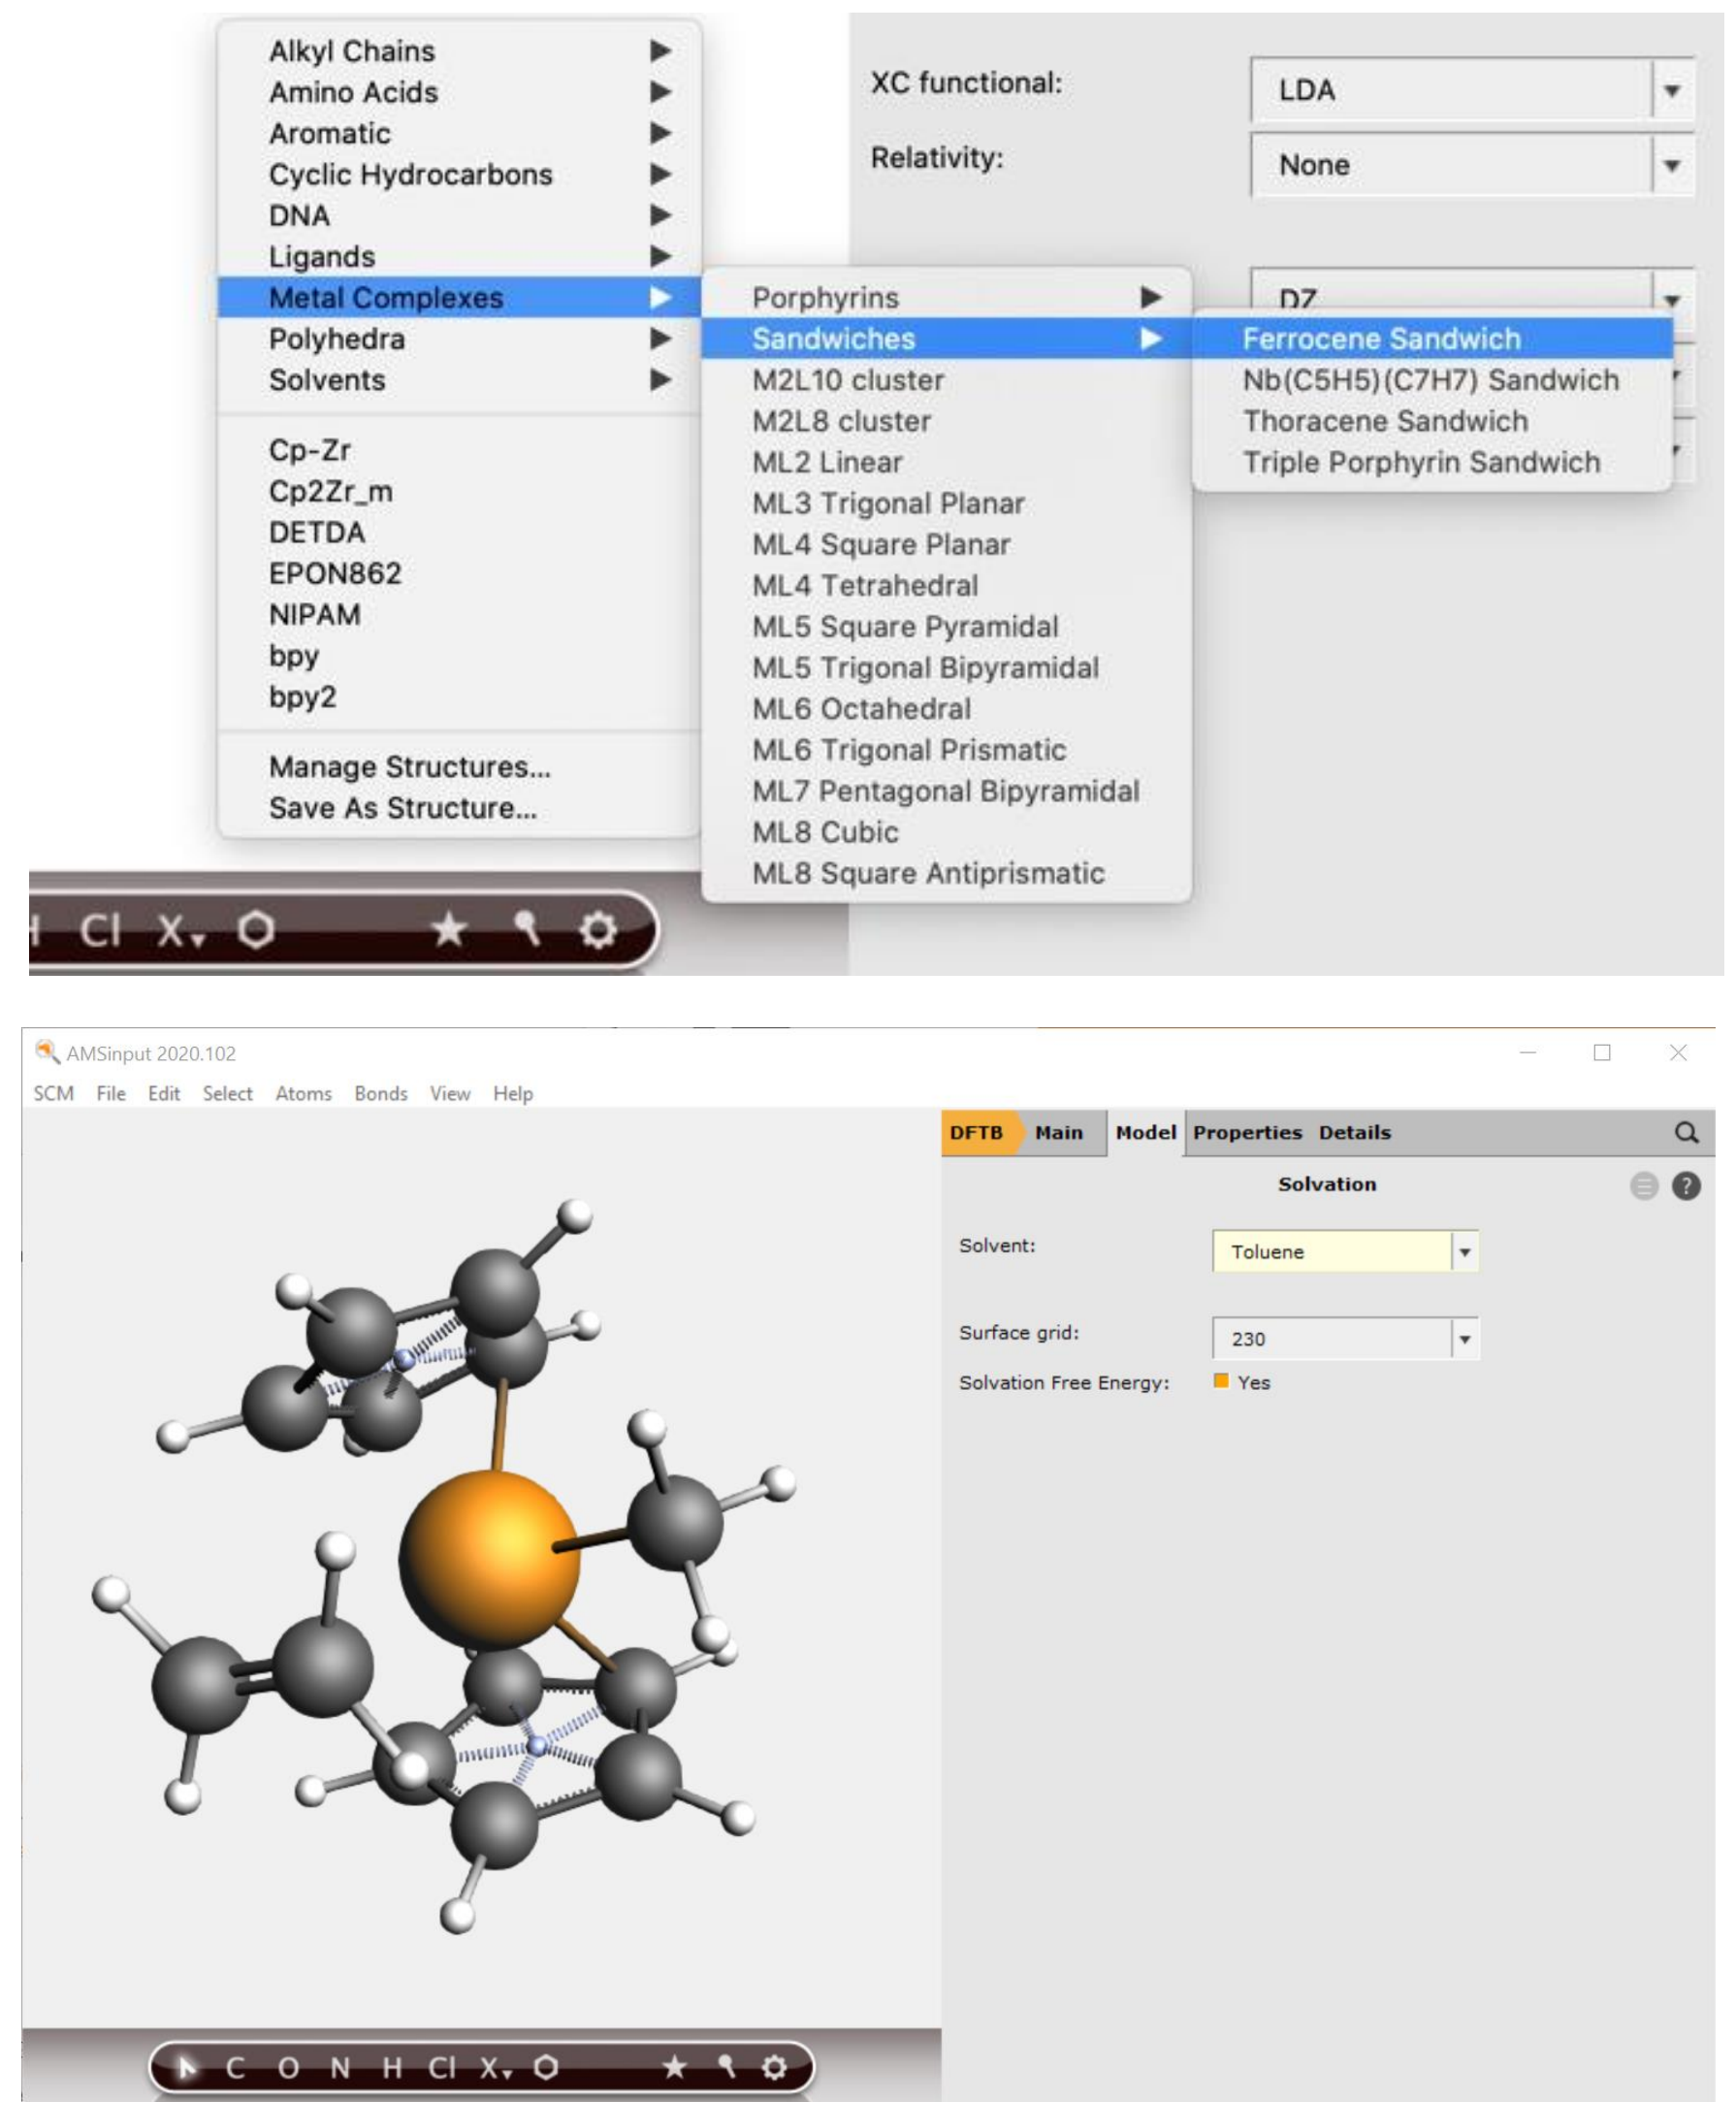 Alkyl Chains
Amino Acids
Aromatic
Cyclic Hydrocarbons
DNA
Ligands
Metal Complexes
Polyhedra
Solvents
Cp-Zr
Cp2Zr_m
DETDA
EPON862
NIPAM
bpy
bpy2
Manage Structures...
Save As Structure...
Porphyrins
Sandwiches
M2L10 cluster
M2L8 cluster
ML2 Linear
ML3 Trigonal Planar
ML4 Square Planar
ML4 Tetrahedral
ML5 Square Pyramidal
ML5 Trigonal Bipyramidal
ML6 Octahedral
ML6 Trigonal Prismatic
ML7 Pentagonal Bipyramidal
ML8 Cubic
ML8 Square Antiprismatic
Ferrocene Sandwich
Nb(C5H5)(C7H7) Sandwich
Thoracene Sandwich
Triple Porphyrin Sandwich
XC functional: LDA
Relativity: None
DZ
H Cl X
AMSinput 2020.102
SCM File Edit Select Atoms Bonds View Help
DFTB Main Model Properties Details
Solvation
?
Solvent: Toluene
Surface grid: 230
Solvation Free Energy: Yes
C O N H Cl X